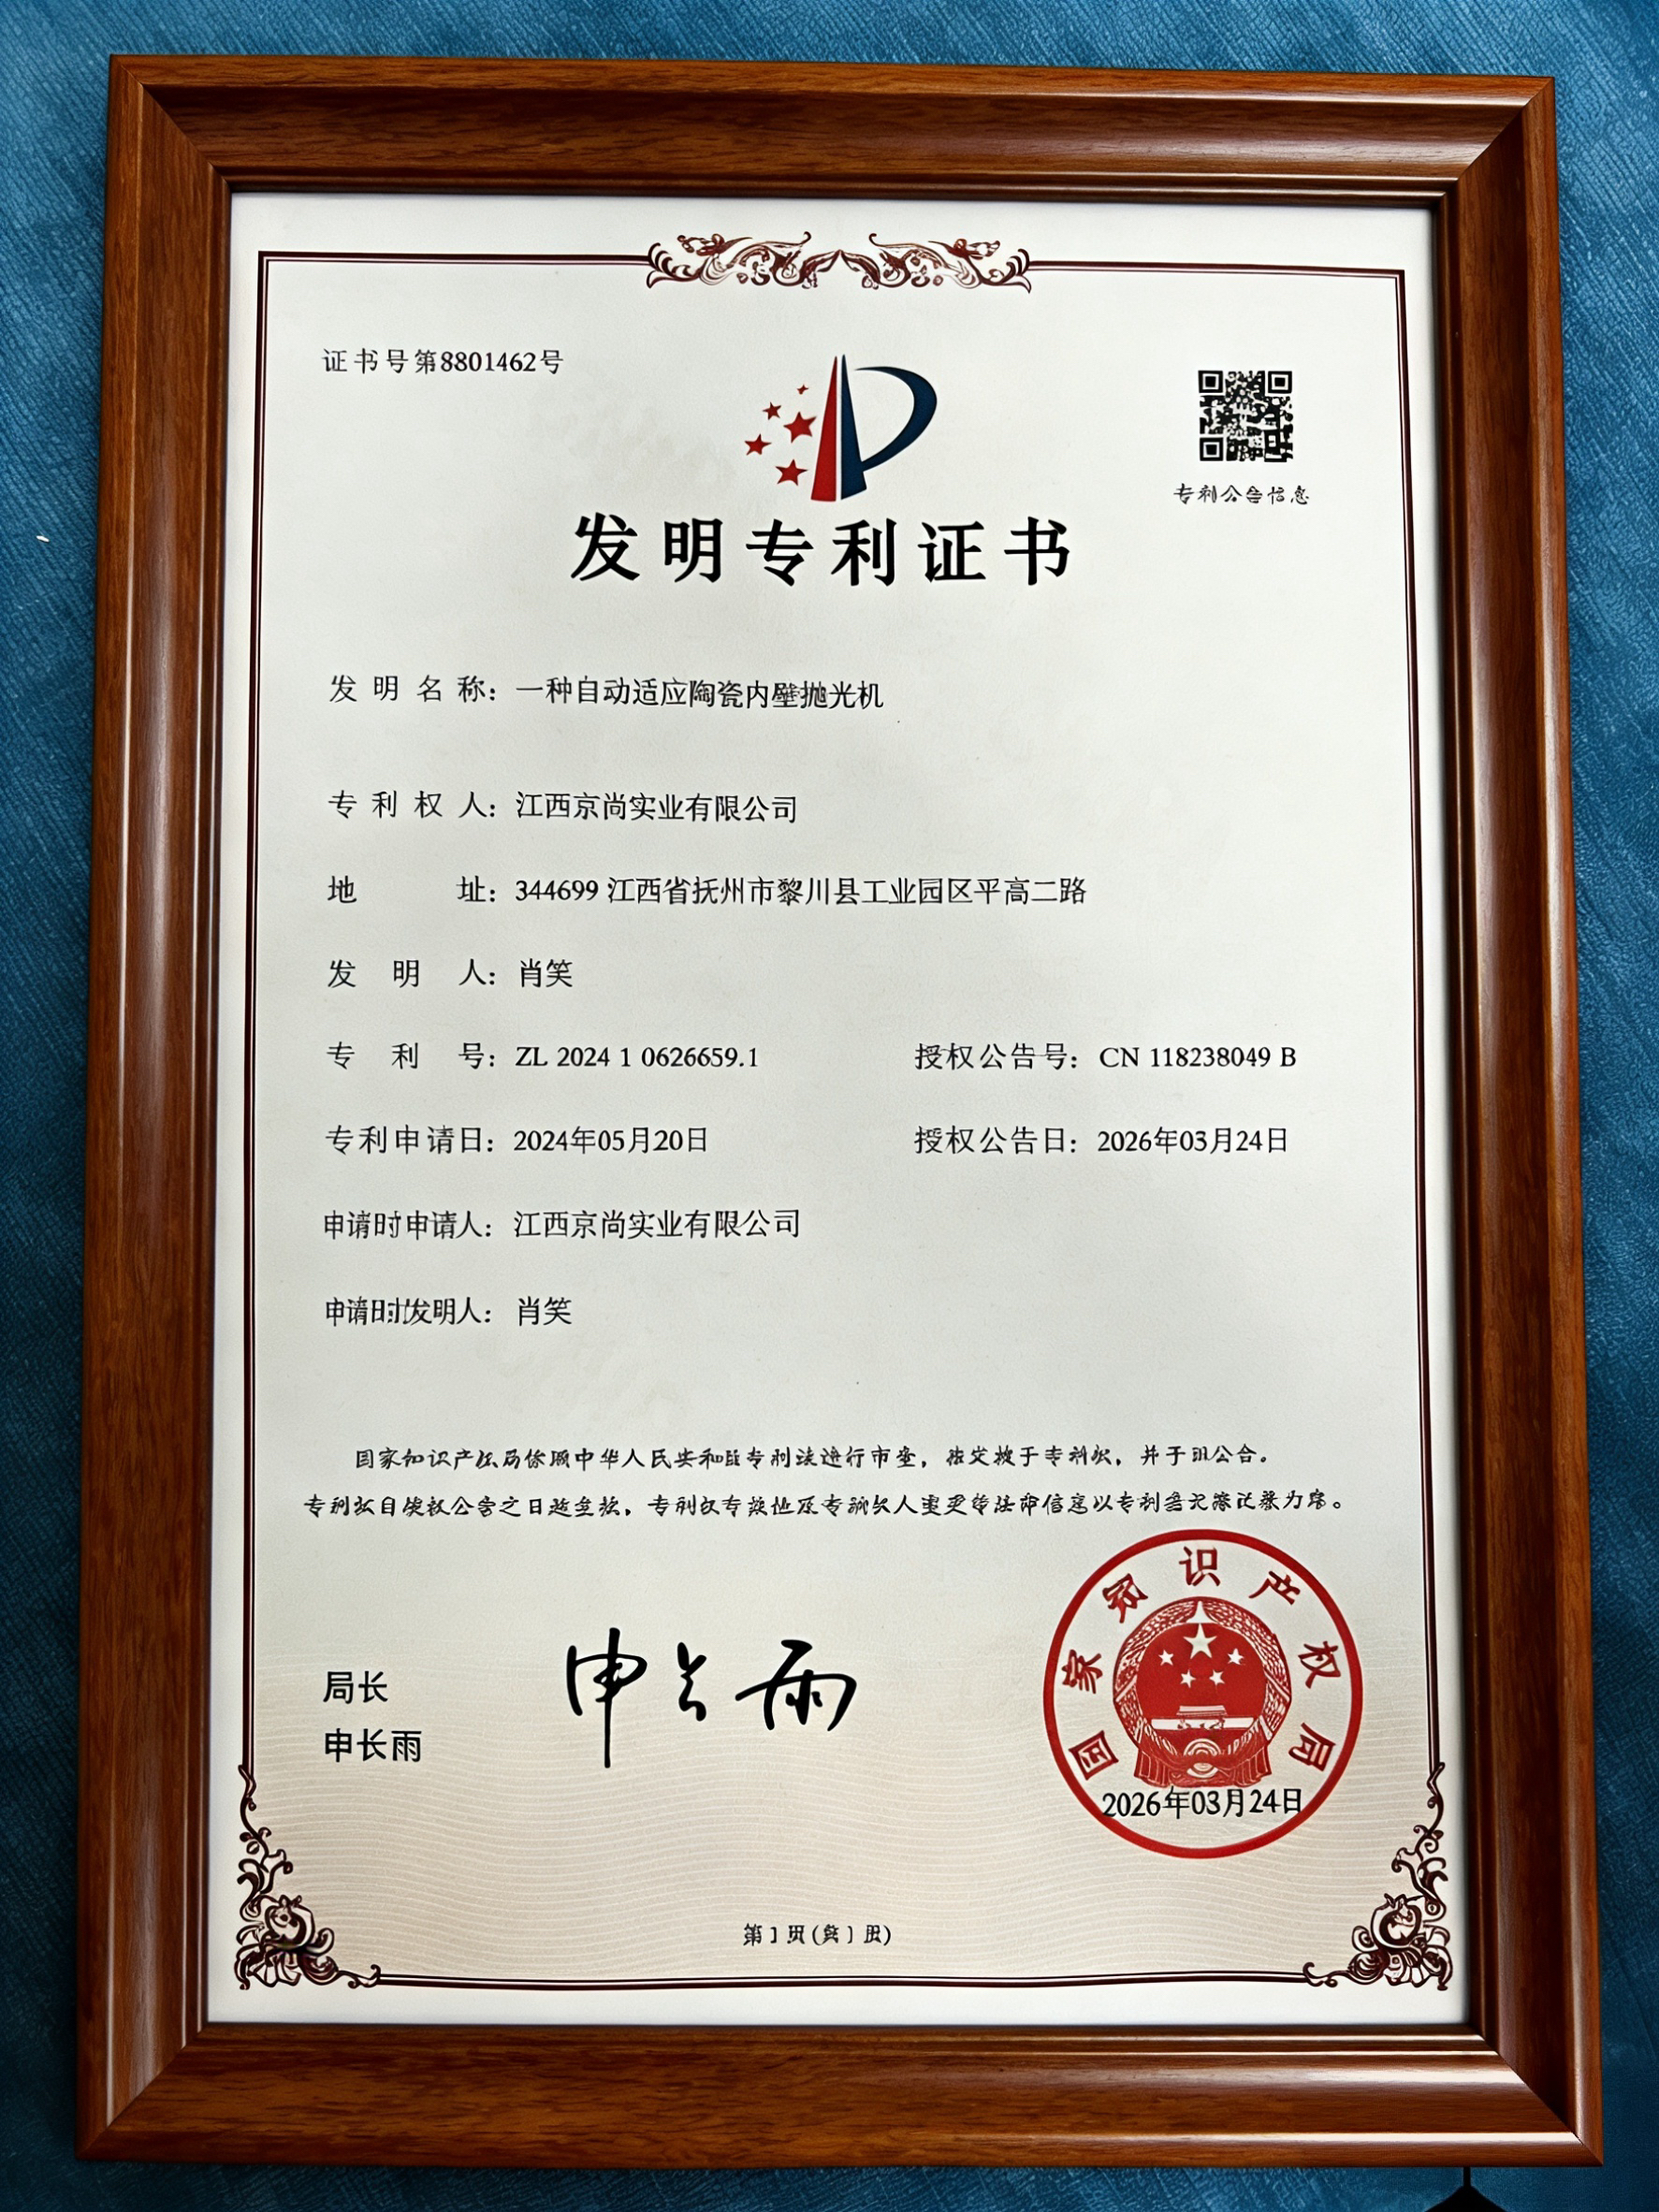 证书号第8801462号
专利公告信息
发明专利证书
发明名称：一种自动适应陶瓷内壁抛光机
专利权人：江西京尚实业有限公司
地址：344699 江西省抚州市黎川县工业园区平高二路
发明人：肖笑
专利号：ZL 2024 1 0626659.1
授权公告号：CN 118238049 B
专利申请日：2024年05月20日
授权公告日：2026年03月24日
申请时申请人：江西京尚实业有限公司
申请时发明人：肖笑
局长
申长雨
申长雨
国家知识产权局
2026年03月24日